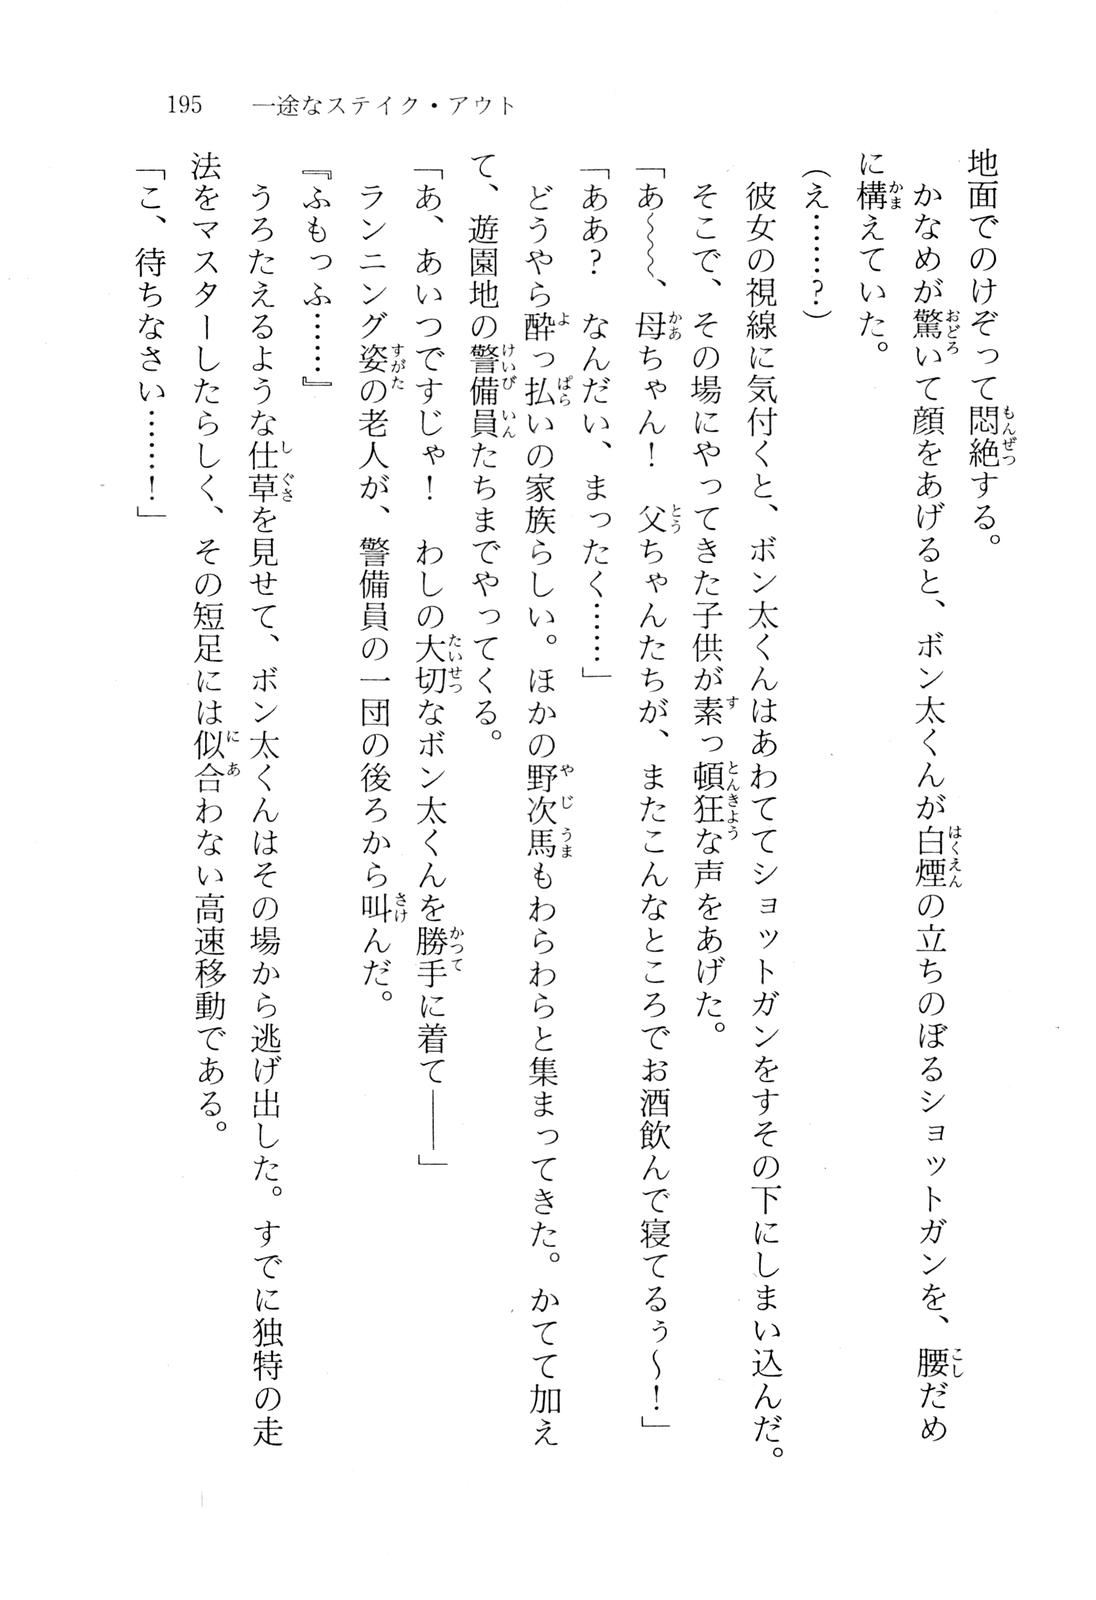 195　一途なステイク・アウト
地面でのけぞって悶絶する。
　かなめが驚いて顔をあげると、ボン太くんが白煙の立ちのぼるショットガンを、腰だめ
に構えていた。
（え……？）
　彼女の視線に気付くと、ボン太くんはあわててショットガンをすその下にしまい込んだ。
　そこで、その場にやってきた子供が素っ頓狂な声をあげた。
「あ〜〜〜、母ちゃん！　父ちゃんたちが、またこんなところでお酒飲んで寝てるぅ〜！」
「ああ？　なんだい、まったく……」
　どうやら酔っ払いの家族らしい。ほかの野次馬もわらわらと集まってきた。かてて加え
て、遊園地の警備員たちまでやってくる。
「あ、あいつですじゃ！　わしの大切なボン太くんを勝手に着て――」
　ランニング姿の老人が、警備員の一団の後ろから叫んだ。
『ふもっふ……』
　うろたえるような仕草を見せて、ボン太くんはその場から逃げ出した。すでに独特の走
法をマスターしたらしく、その短足には似合わない高速移動である。
「こ、待ちなさい……！」